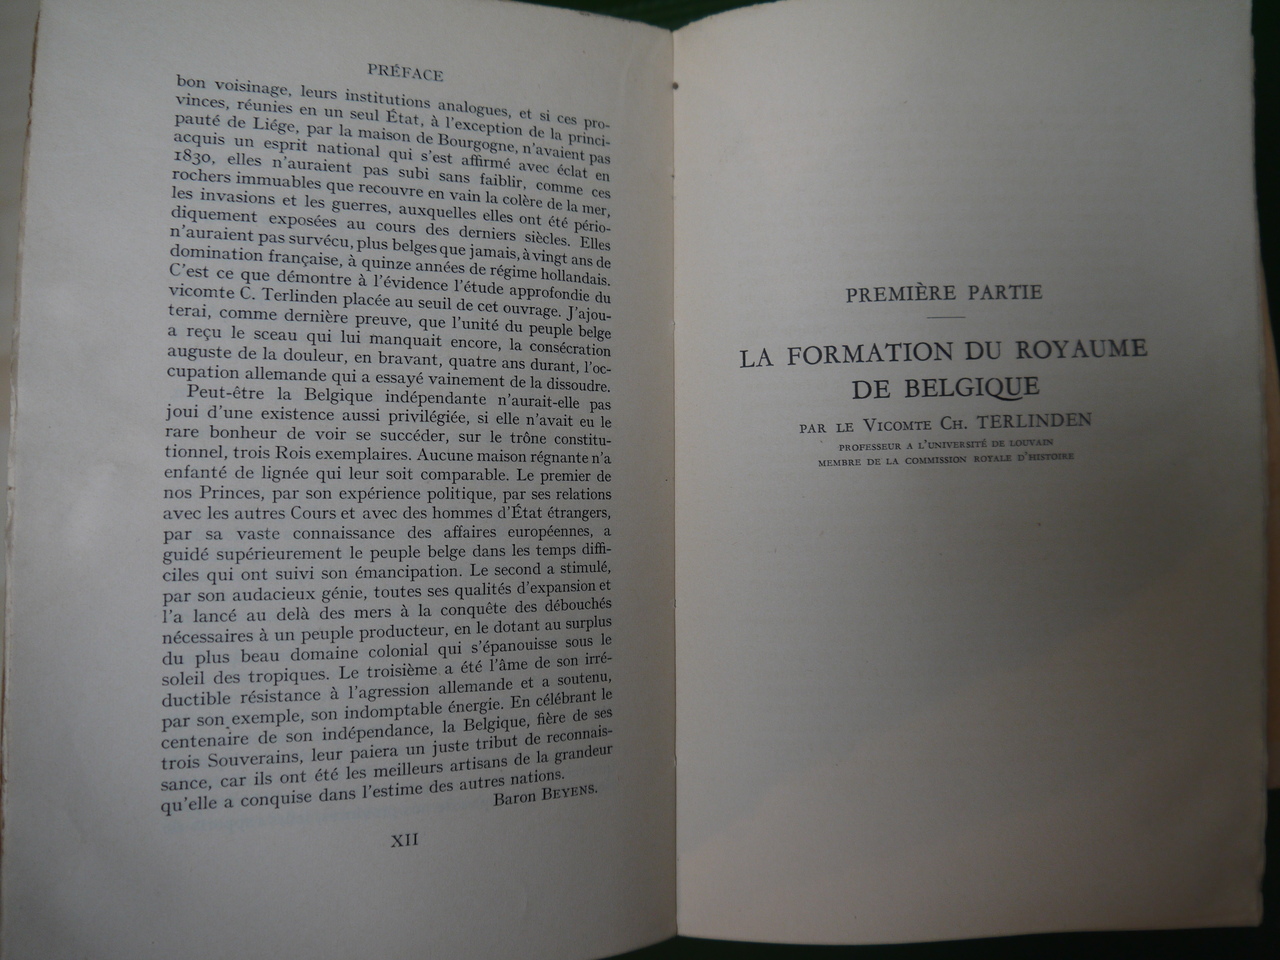 PRÉFACE
bon voisinage, leurs institutions analogues, et si ces pro-
vinces, réunies en un seul État, à l'exception de la princi-
pauté de Liége, par la maison de Bourgogne, n'avaient pas
acquis un esprit national qui s'est affirmé avec éclat en
1830, elles n'auraient pas subi sans faiblir, comme ces
rochers immuables que recouvre en vain la colère de la mer,
les invasions et les guerres, auxquelles elles ont été pério-
diquement exposées au cours des derniers siècles. Elles
n'auraient pas survécu, plus belges que jamais, à vingt ans de
domination française, à quinze années de régime hollandais.
C'est ce que démontre à l'évidence l'étude approfondie du
vicomte C. Terlinden placée au seuil de cet ouvrage. J'ajou-
terai, comme dernière preuve, que l'unité du peuple belge
a reçu le sceau qui lui manquait encore, la consécration
auguste de la douleur, en bravant, quatre ans durant, l'oc-
cupation allemande qui a essayé vainement de la dissoudre.
Peut-être la Belgique indépendante n'aurait-elle pas
joui d'une existence aussi privilégiée, si elle n'avait eu le
rare bonheur de voir se succéder, sur le trône constitu-
tionnel, trois Rois exemplaires. Aucune maison régnante n'a
enfanté de lignée qui leur soit comparable. Le premier de
nos Princes, par son expérience politique, par ses relations
avec les autres Cours et avec des hommes d'État étrangers,
par sa vaste connaissance des affaires européennes, a
guidé supérieurement le peuple belge dans les temps diffi-
ciles qui ont suivi son émancipation. Le second a stimulé,
par son audacieux génie, toutes ses qualités d'expansion et
l'a lancé au delà des mers à la conquête des débouchés
nécessaires à un peuple producteur, en le dotant au surplus
du plus beau domaine colonial qui s'épanouisse sous le
soleil des tropiques. Le troisième a été l'âme de son irré-
ductible résistance à l'agression allemande et a soutenu,
par son exemple, son indomptable énergie. En célébrant le
centenaire de son indépendance, la Belgique, fière de ses
trois Souverains, leur paiera un juste tribut de reconnais-
sance, car ils ont été les meilleurs artisans de la grandeur
qu'elle a conquise dans l'estime des autres nations.
Baron BEYENS.
XII
PREMIÈRE PARTIE
LA FORMATION DU ROYAUME
DE BELGIQUE
PAR LE VICOMTE CH. TERLINDEN
PROFESSEUR A L'UNIVERSITÉ DE LOUVAIN
MEMBRE DE LA COMMISSION ROYALE D'HISTOIRE